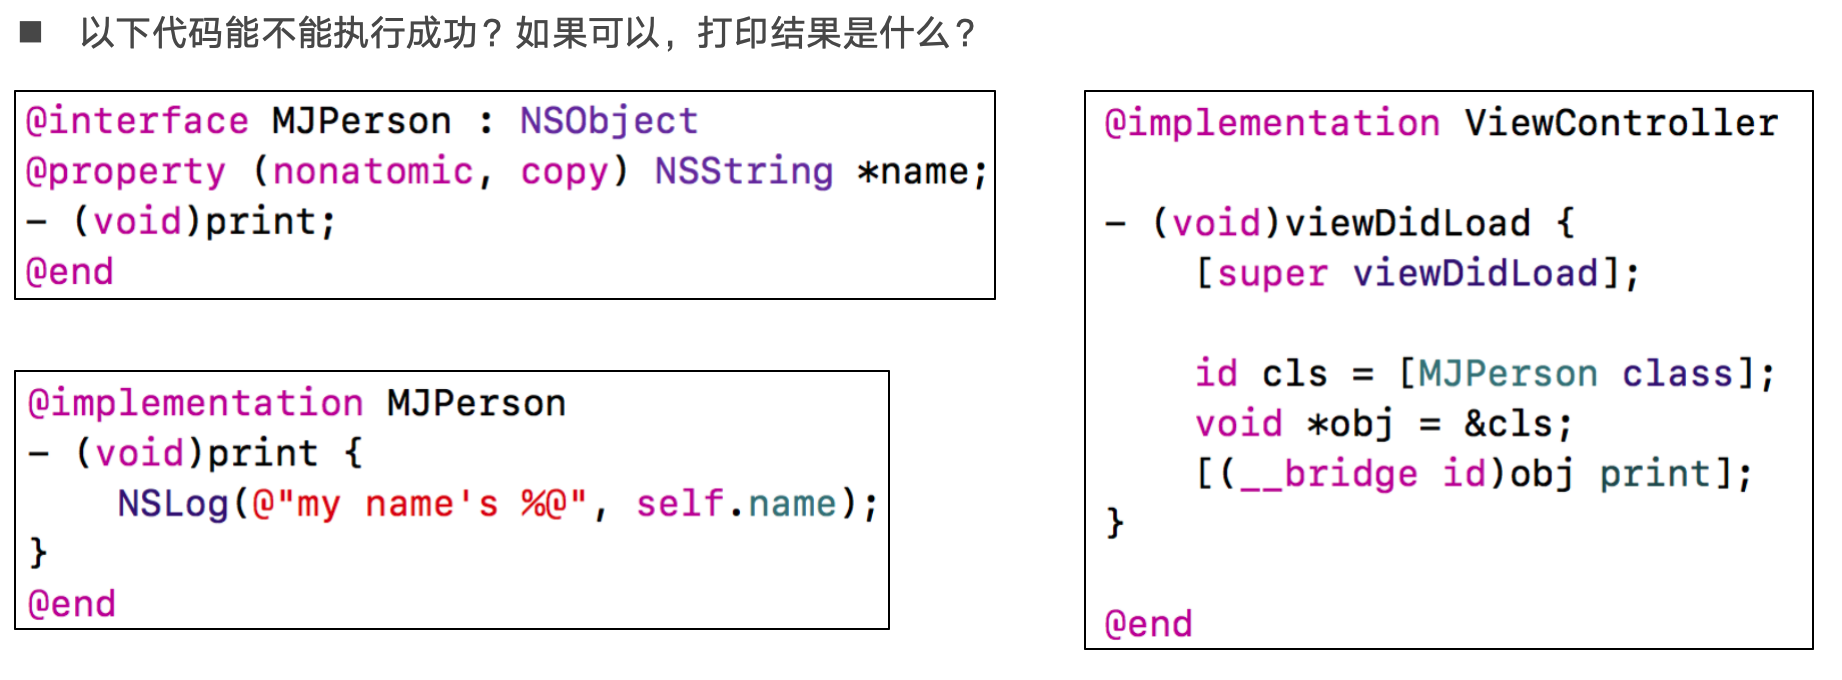 ■ 以下代码能不能执行成功？如果可以，打印结果是什么？
@interface MJPerson : NSObject
@property (nonatomic, copy) NSString *name;
- (void)print;
@end
@implementation MJPerson
- (void)print {
    NSLog(@"my name's %@", self.name);
}
@end
@implementation ViewController
- (void)viewDidLoad {
    [super viewDidLoad];
    id cls = [MJPerson class];
    void *obj = &cls;
    [(__bridge id)obj print];
}
@end